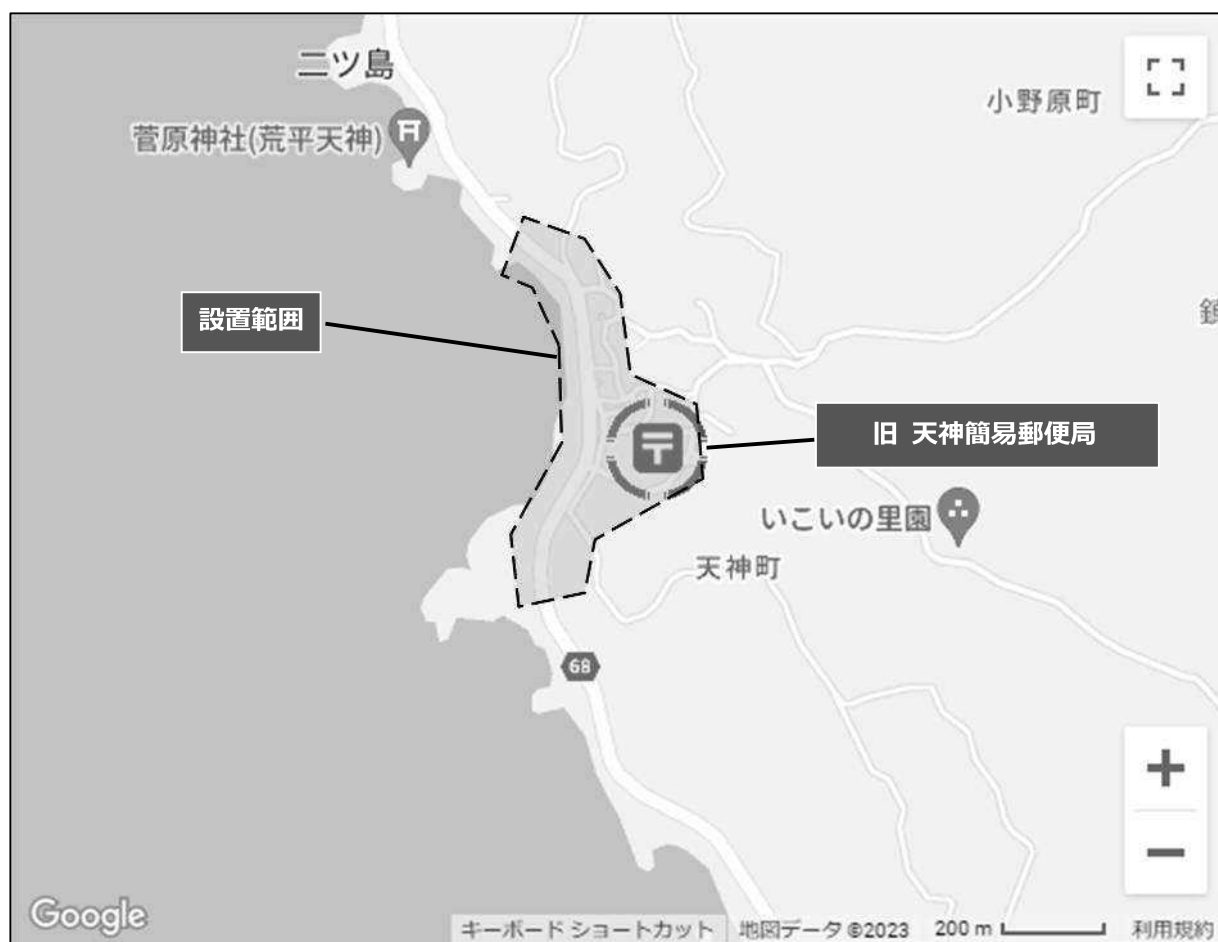 二ツ島
小野原町
菅原神社(荒平天神)
設置範囲
旧 天神簡易郵便局
いこいの里園
天神町
68
Google
キーボード ショートカット 地図データ ©2023 200 m 利用規約